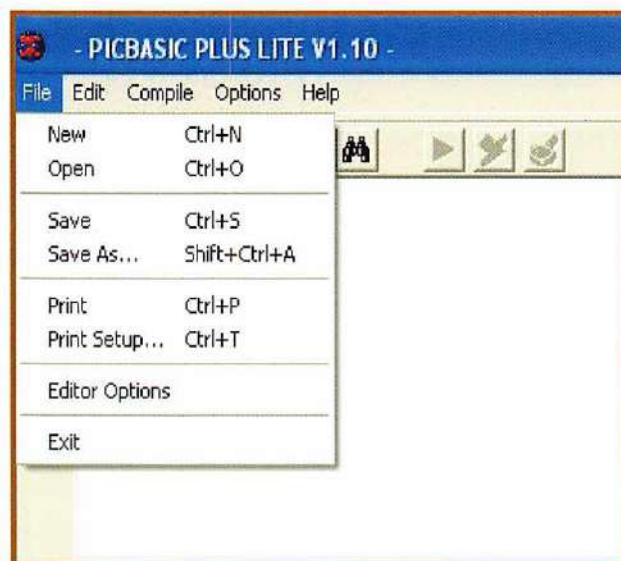 - PICBASIC PLUS LITE V1.10 -
File Edit Compile Options Help
New Ctrl+N
Open Ctrl+O
Save Ctrl+S
Save As... Shift+Ctrl+A
Print Ctrl+P
Print Setup... Ctrl+T
Editor Options
Exit